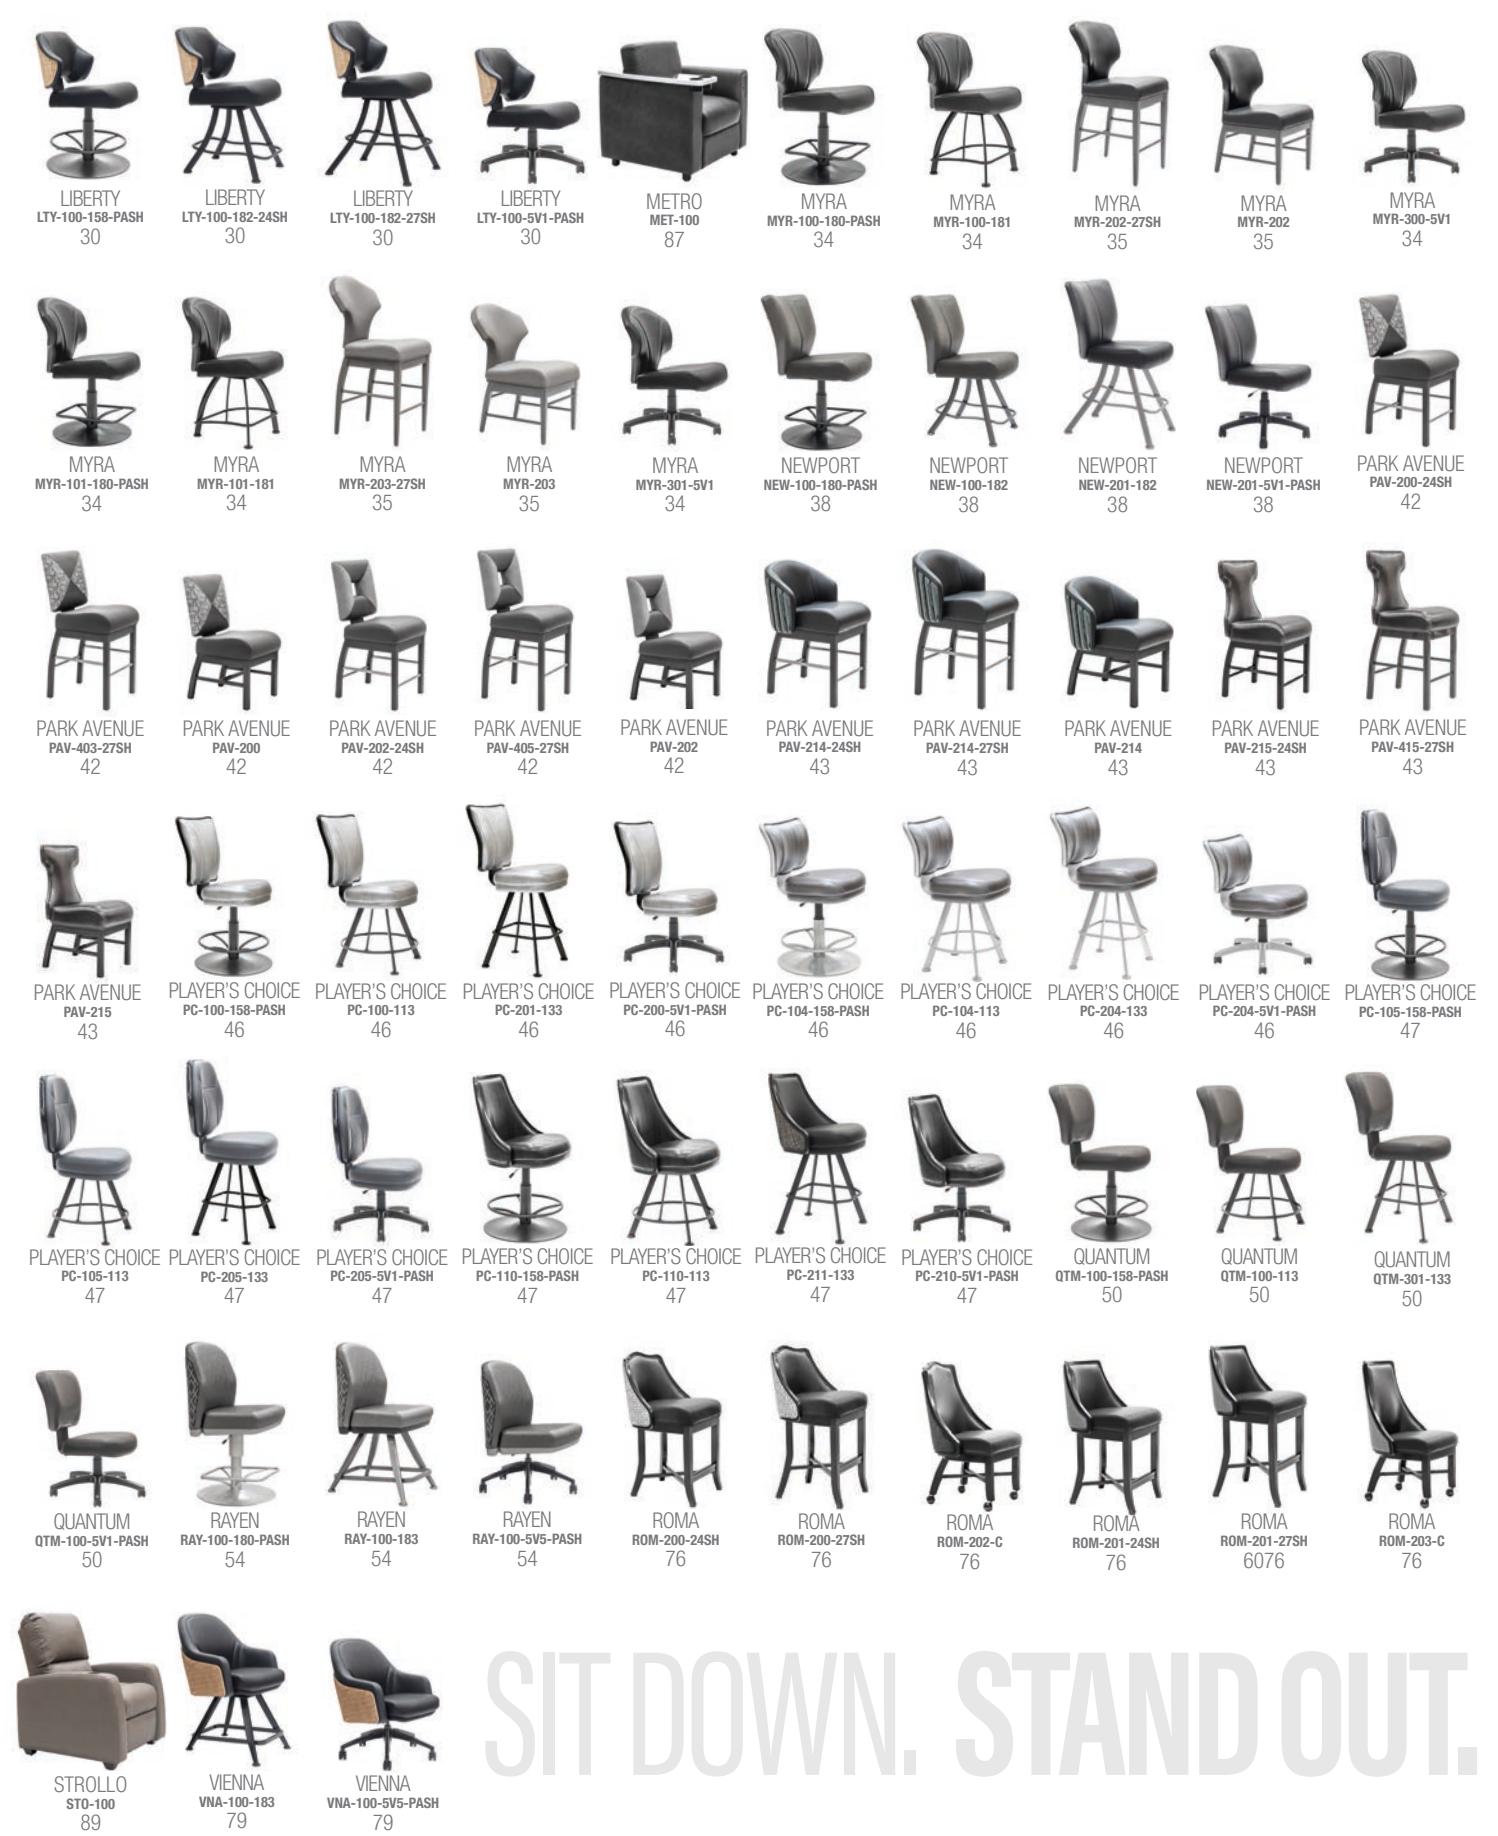 LIBERTY
LTY-100-158-PASH
30
LIBERTY
LTY-100-182-24SH
30
LIBERTY
LTY-100-182-27SH
30
LIBERTY
LTY-100-5V1-PASH
30
METRO
MET-100
87
MYRA
MYR-100-180-PASH
34
MYRA
MYR-100-181
34
MYRA
MYR-202-27SH
35
MYRA
MYR-202
35
MYRA
MYR-300-5V1
34
MYRA
MYR-101-180-PASH
34
MYRA
MYR-101-181
34
MYRA
MYR-203-27SH
35
MYRA
MYR-203
35
MYRA
MYR-301-5V1
34
NEWPORT
NEW-100-180-PASH
38
NEWPORT
NEW-100-182
38
NEWPORT
NEW-201-182
38
NEWPORT
NEW-201-5V1-PASH
38
PARK AVENUE
PAV-200-24SH
42
PARK AVENUE
PAV-403-27SH
42
PARK AVENUE
PAV-200
42
PARK AVENUE
PAV-202-24SH
42
PARK AVENUE
PAV-405-27SH
42
PARK AVENUE
PAV-202
42
PARK AVENUE
PAV-214-24SH
43
PARK AVENUE
PAV-214-27SH
43
PARK AVENUE
PAV-214
43
PARK AVENUE
PAV-215-24SH
43
PARK AVENUE
PAV-415-27SH
43
PARK AVENUE
PAV-215
43
PLAYER'S CHOICE
PC-100-158-PASH
46
PLAYER'S CHOICE
PC-100-113
46
PLAYER'S CHOICE
PC-201-133
46
PLAYER'S CHOICE
PC-200-5V1-PASH
46
PLAYER'S CHOICE
PC-104-158-PASH
46
PLAYER'S CHOICE
PC-104-113
46
PLAYER'S CHOICE
PC-204-133
46
PLAYER'S CHOICE
PC-204-5V1-PASH
46
PLAYER'S CHOICE
PC-105-158-PASH
47
PLAYER'S CHOICE
PC-105-113
47
PLAYER'S CHOICE
PC-205-133
47
PLAYER'S CHOICE
PC-205-5V1-PASH
47
PLAYER'S CHOICE
PC-110-158-PASH
47
PLAYER'S CHOICE
PC-110-113
47
PLAYER'S CHOICE
PC-211-133
47
PLAYER'S CHOICE
PC-210-5V1-PASH
47
QUANTUM
QTM-100-158-PASH
50
QUANTUM
QTM-100-113
50
QUANTUM
QTM-301-133
50
QUANTUM
QTM-100-5V1-PASH
50
RAYEN
RAY-100-180-PASH
54
RAYEN
RAY-100-183
54
RAYEN
RAY-100-5V5-PASH
54
ROMA
ROM-200-24SH
76
ROMA
ROM-200-27SH
76
ROMA
ROM-202-C
76
ROMA
ROM-201-24SH
76
ROMA
ROM-201-27SH
6076
ROMA
ROM-203-C
76
STROLLO
STO-100
89
VIENNA
VNA-100-183
79
VIENNA
VNA-100-5V5-PASH
79
SIT DOWN. STAND OUT.